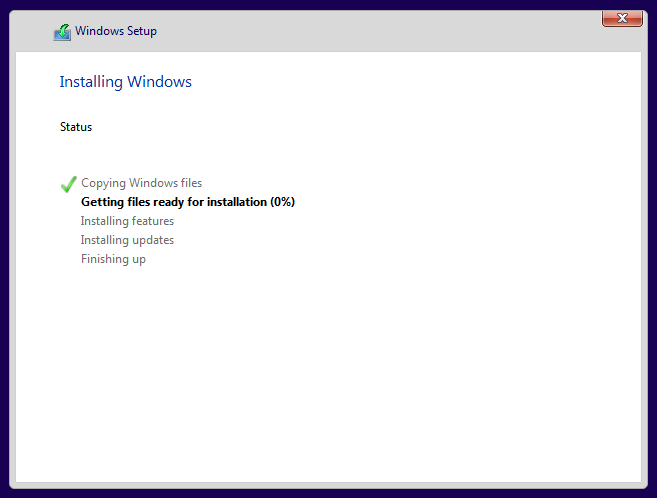 Windows Setup
Installing Windows
Status
Copying Windows files
Getting files ready for installation (0%)
Installing features
Installing updates
Finishing up